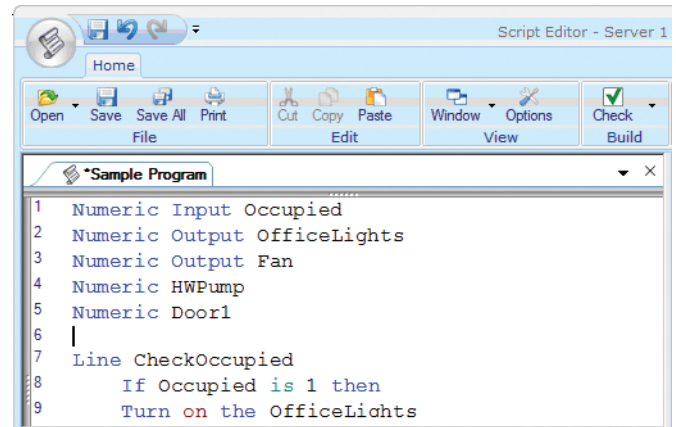 Script Editor - Server 1
Home
Open Save Save All Print Cut Copy Paste Window Options Check
File Edit View Build
*Sample Program
1 Numeric Input Occupied
2 Numeric Output OfficeLights
3 Numeric Output Fan
4 Numeric HWPump
5 Numeric Door1
6
7 Line CheckOccupied
8 If Occupied is 1 then
9 Turn on the OfficeLights